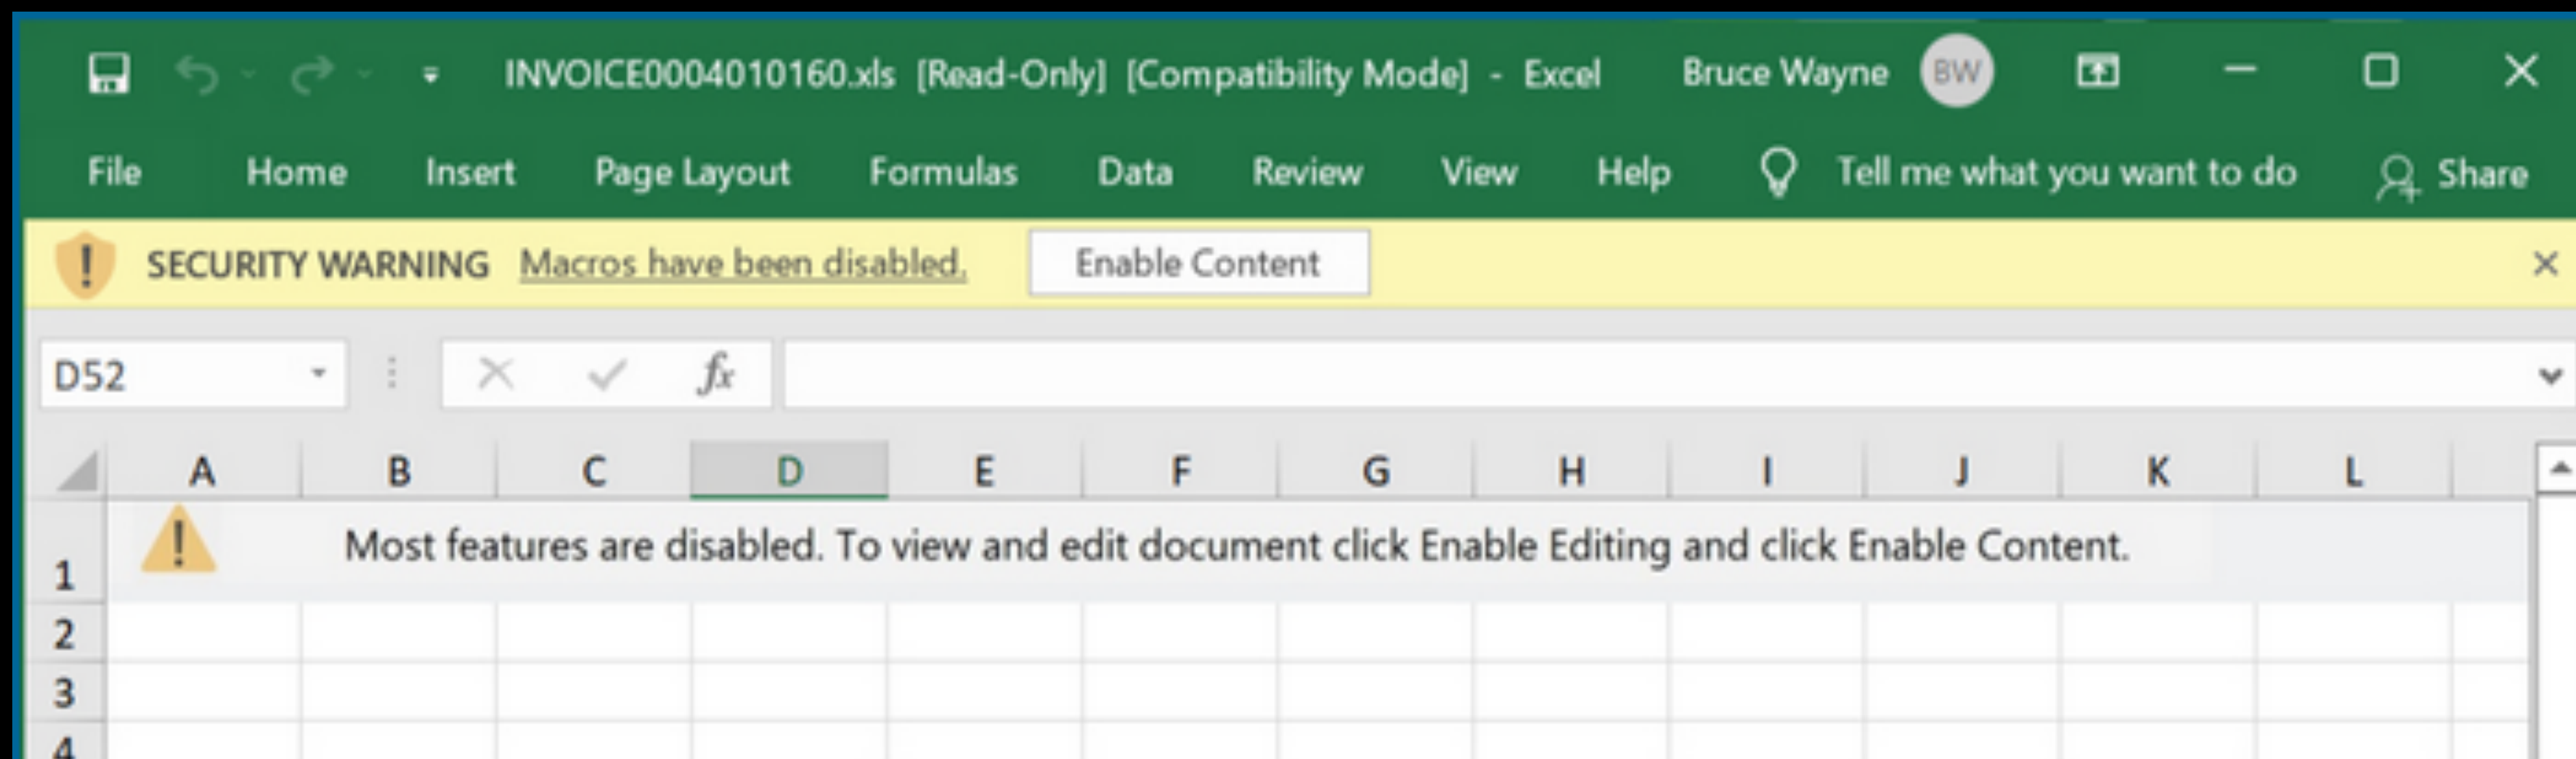 INVOICE0004010160.xls [Read-Only] [Compatibility Mode] - Excel Bruce Wayne BW
File Home Insert Page Layout Formulas Data Review View Help Tell me what you want to do Share
SECURITY WARNING Macros have been disabled. Enable Content
D52 fx
A B C D E F G H I J K L
1 Most features are disabled. To view and edit document click Enable Editing and click Enable Content.
2
3
4